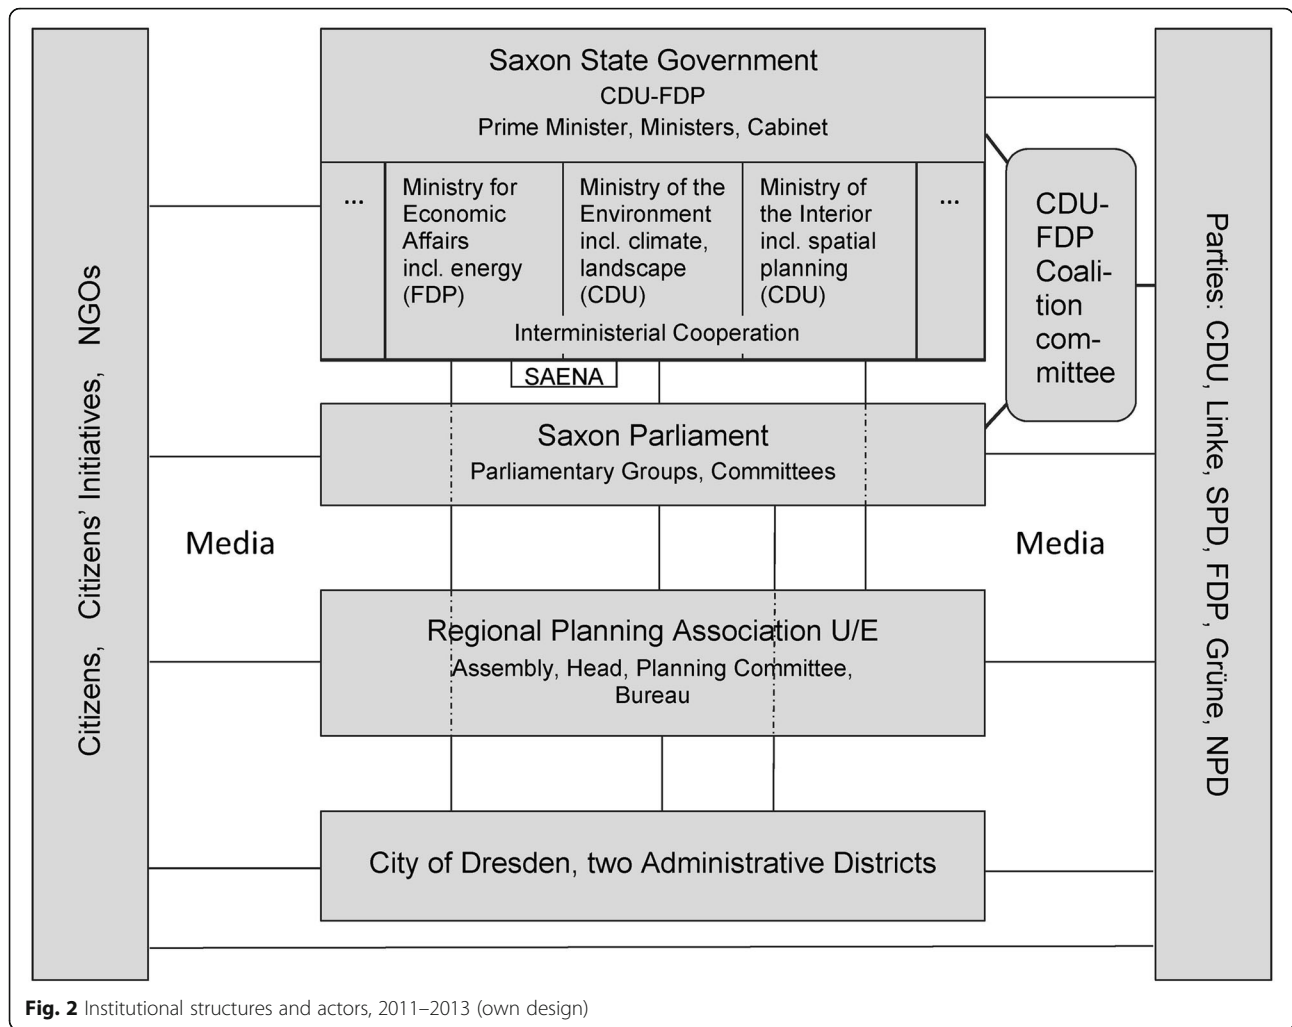 Saxon State Government
CDU-FDP
Prime Minister, Ministers, Cabinet
...
Ministry for
Economic
Affairs
incl. energy
(FDP)
Ministry of the
Environment
incl. climate,
landscape
(CDU)
Ministry of
the Interior
incl. spatial
planning
(CDU)
...
Interministerial Cooperation
SAENA
CDU-
FDP
Coali-
tion
com-
mittee
Saxon Parliament
Parliamentary Groups, Committees
Media
Media
Regional Planning Association U/E
Assembly, Head, Planning Committee,
Bureau
City of Dresden, two Administrative Districts
Citizens, Citizens' Initiatives, NGOs
Parties: CDU, Linke, SPD, FDP, Grüne, NPD
Fig. 2 Institutional structures and actors, 2011–2013 (own design)